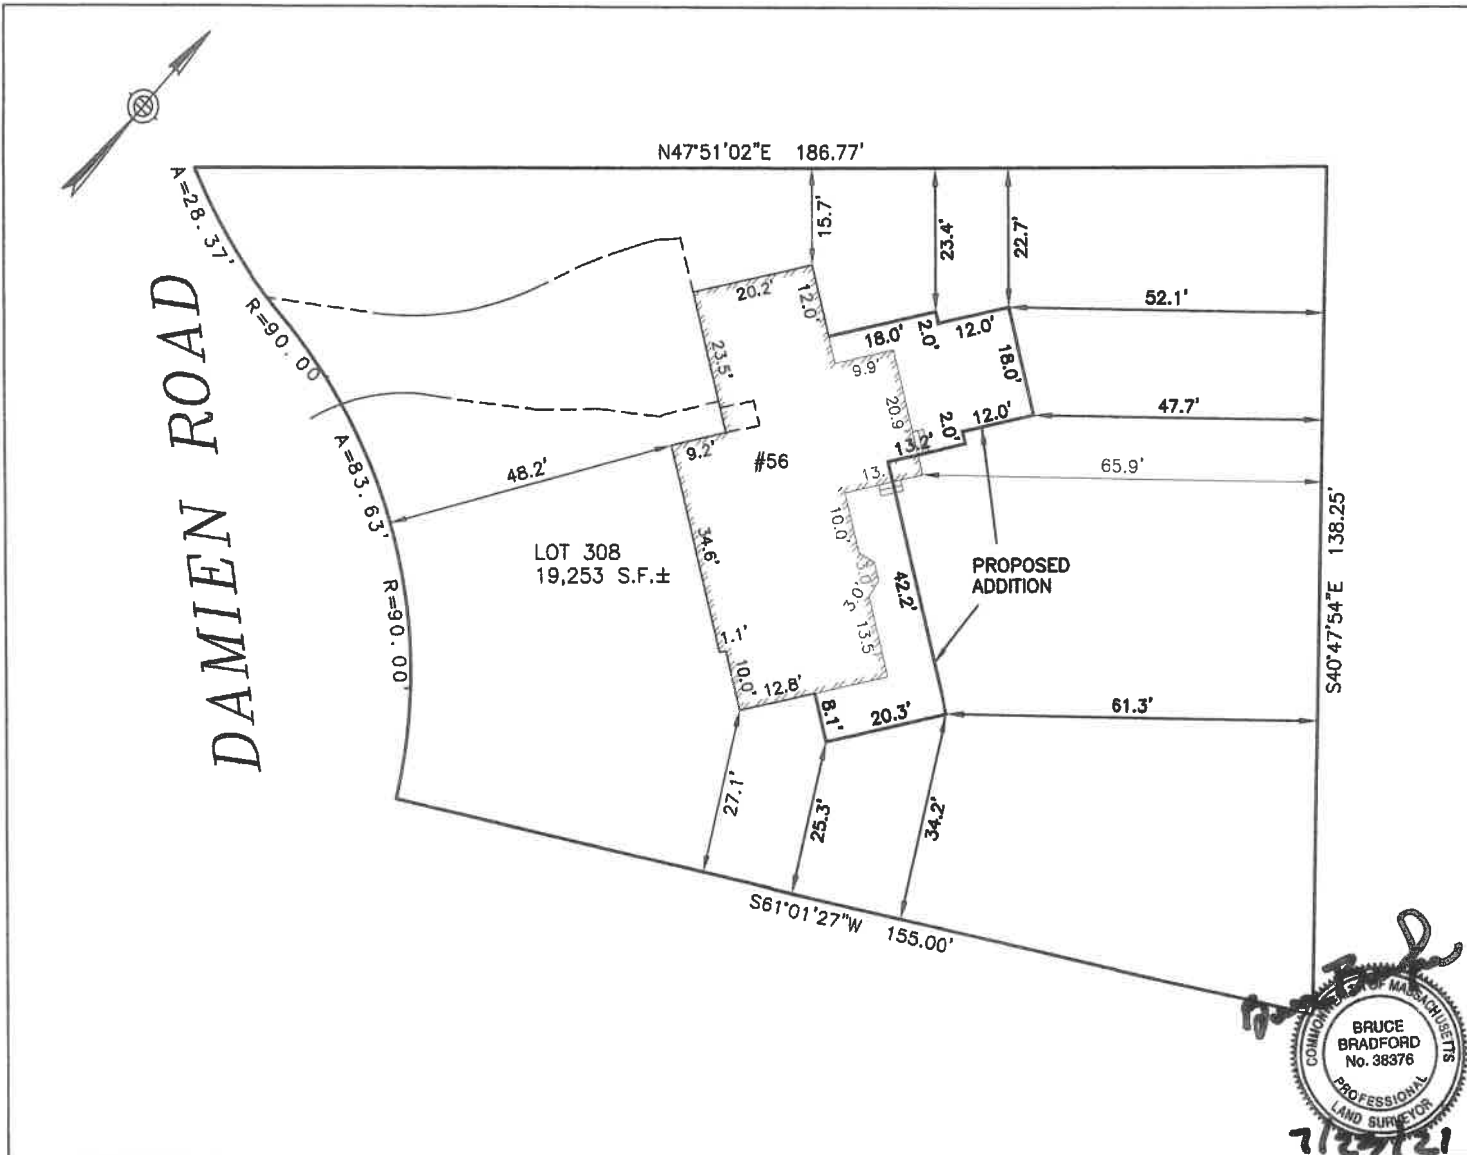 N47°51'02"E 186.77'
A=28.37'
R=90.00'
A=83.63'
R=90.00'
DAMIEN ROAD
15.7'
23.4'
22.7'
52.1'
20.2'
12.0'
18.0'
2.0'
12.0'
18.0'
23.5'
9.9'
20.9
47.7'
2.0'
12.0'
13.2'
9.2'
#56
13.
65.9'
48.2'
10.0'
34.6'
LOT 308
19,253 S.F.±
3.0'
3.0'
42.2'
PROPOSED
ADDITION
S40°47'54"E 138.25'
13.5
1.1'
10.0'
12.8'
8.1'
20.3'
61.3'
27.1'
25.3'
34.2'
S61°01'27"W 155.00'
COMMONWEALTH OF MASSACHUSETTS
BRUCE
BRADFORD
No. 38376
PROFESSIONAL
LAND SURVEYOR
7/23/21